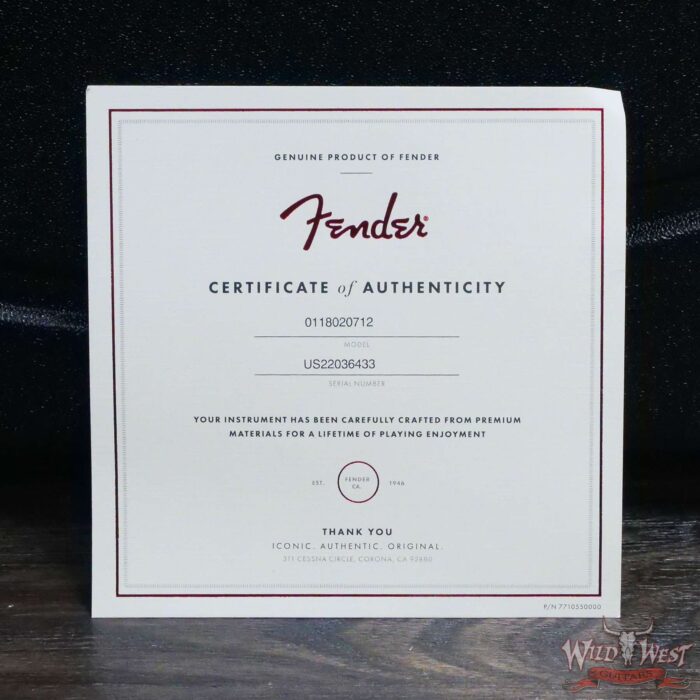 GENUINE PRODUCT OF FENDER
Fender®
CERTIFICATE of AUTHENTICITY
0118020712
MODEL
US22036433
SERIAL NUMBER
YOUR INSTRUMENT HAS BEEN CAREFULLY CRAFTED FROM PREMIUM
MATERIALS FOR A LIFETIME OF PLAYING ENJOYMENT
EST. FENDER CA. 1946
THANK YOU
ICONIC. AUTHENTIC. ORIGINAL.
311 CESSNA CIRCLE, CORONA, CA 92880
P/N 7710550000
WILD WEST
GUITARS